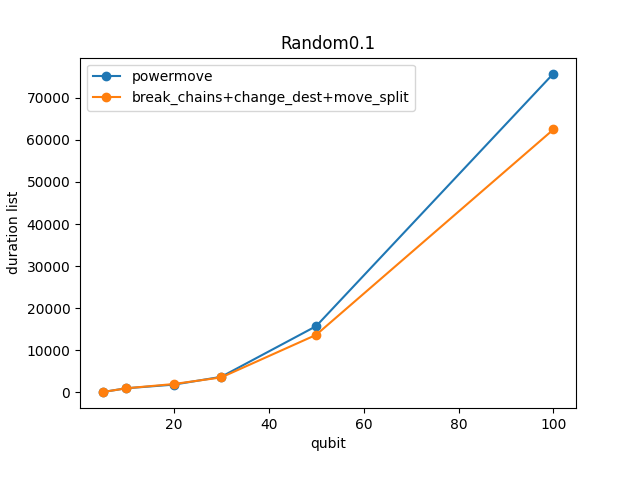 Random0.1
powermove
break_chains+change_dest+move_split
duration list
70000
60000
50000
40000
30000
20000
10000
0
20
40
60
80
100
qubit